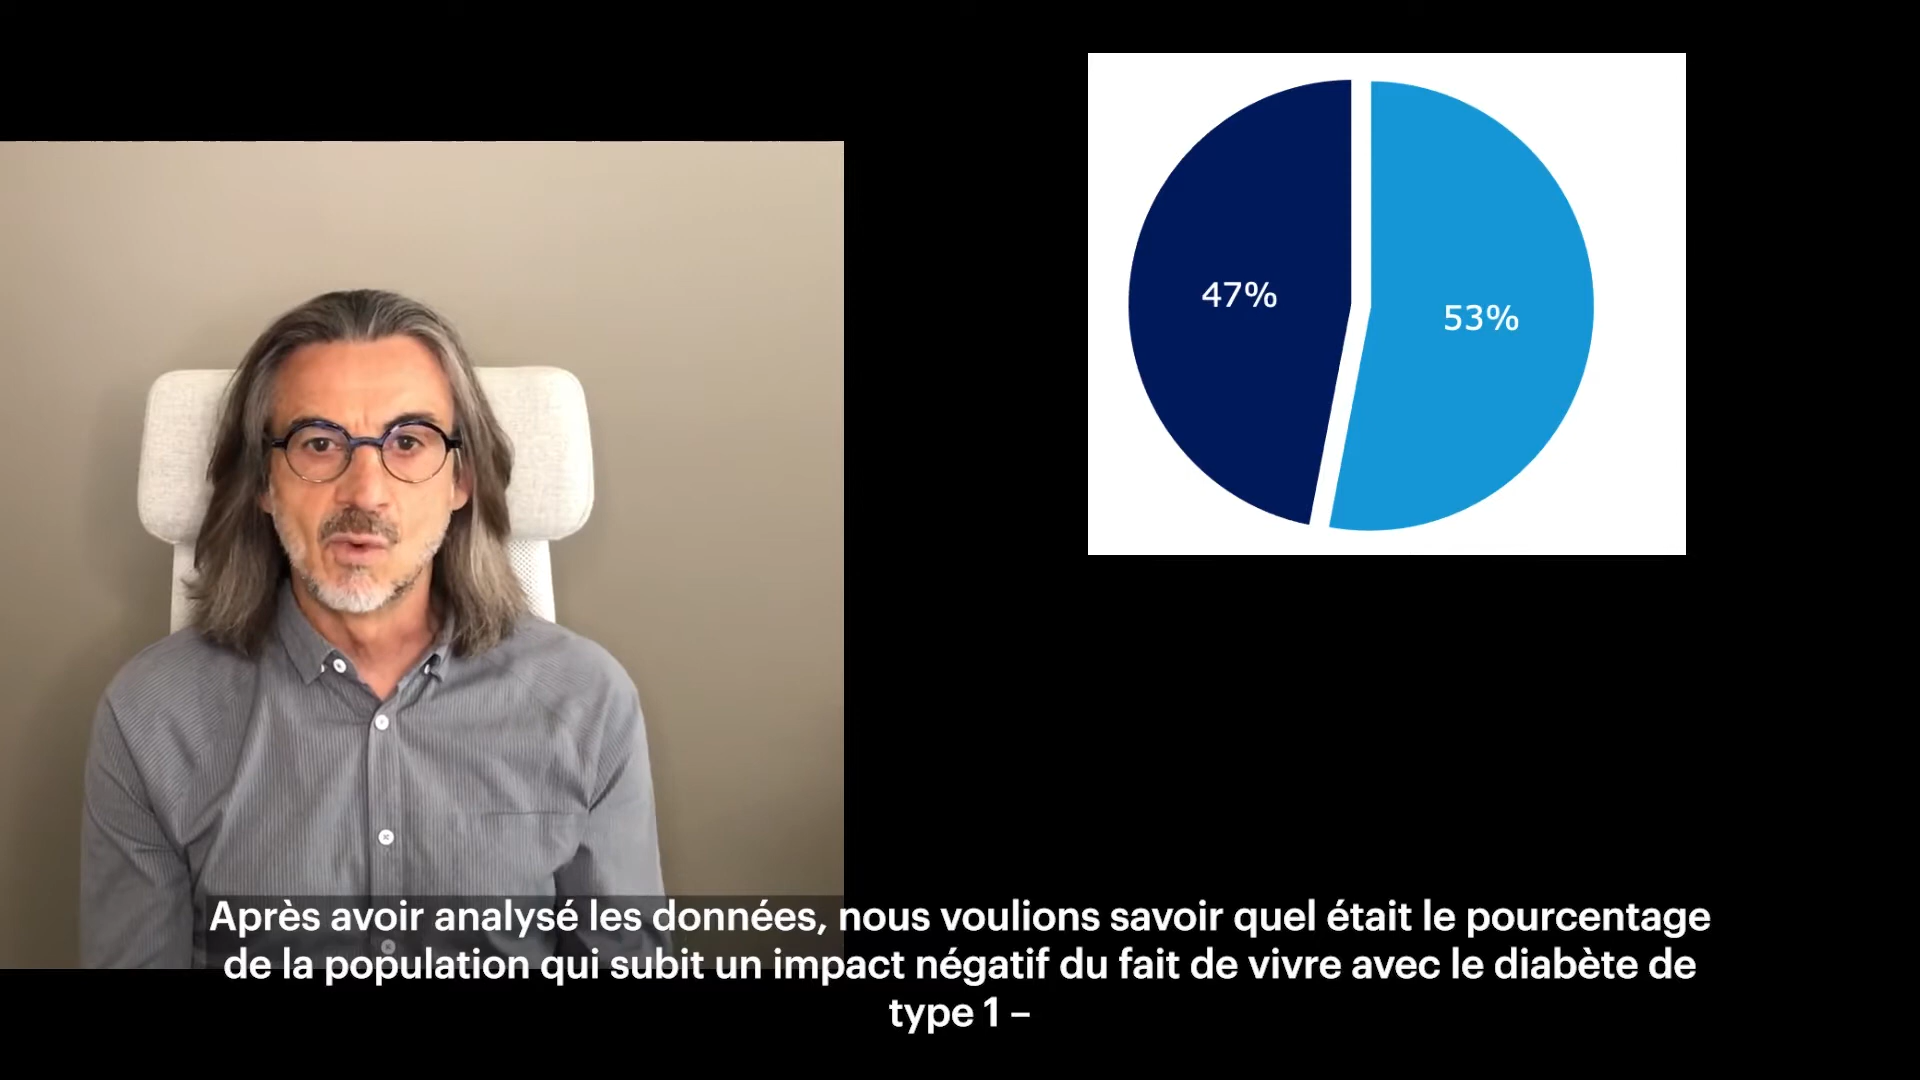 47%
53%
Après avoir analysé les données, nous voulions savoir quel était le pourcentage
de la population qui subit un impact négatif du fait de vivre avec le diabète de
type 1 –